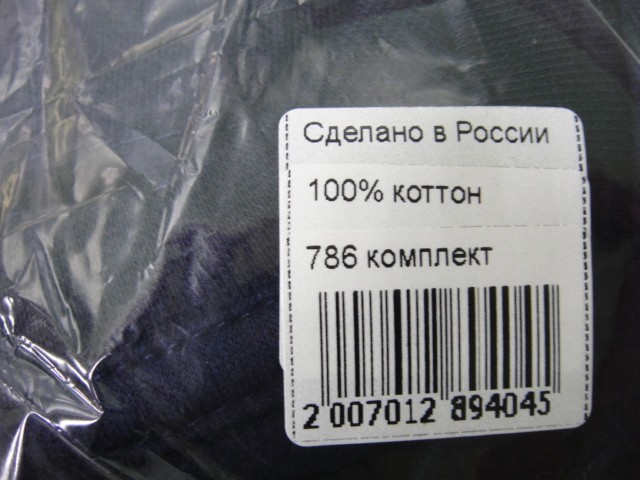 Сделано в России
100% коттон
786 комплект
2 007012 894045